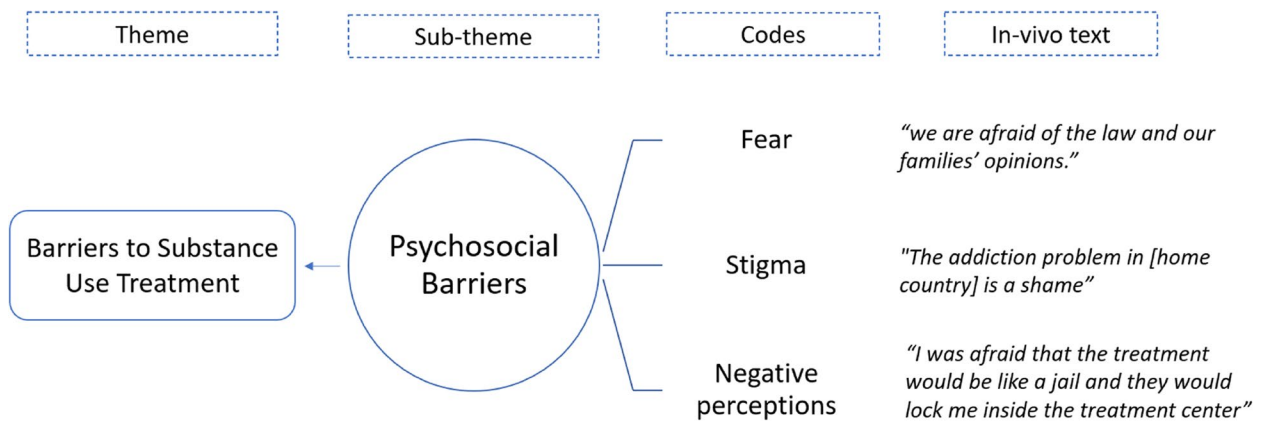 Theme
Sub-theme
Codes
In-vivo text
Barriers to Substance
Use Treatment
Psychosocial
Barriers
Fear
“we are afraid of the law and our
families’ opinions.”
Stigma
"The addiction problem in [home
country] is a shame”
Negative
perceptions
“I was afraid that the treatment
would be like a jail and they would
lock me inside the treatment center”